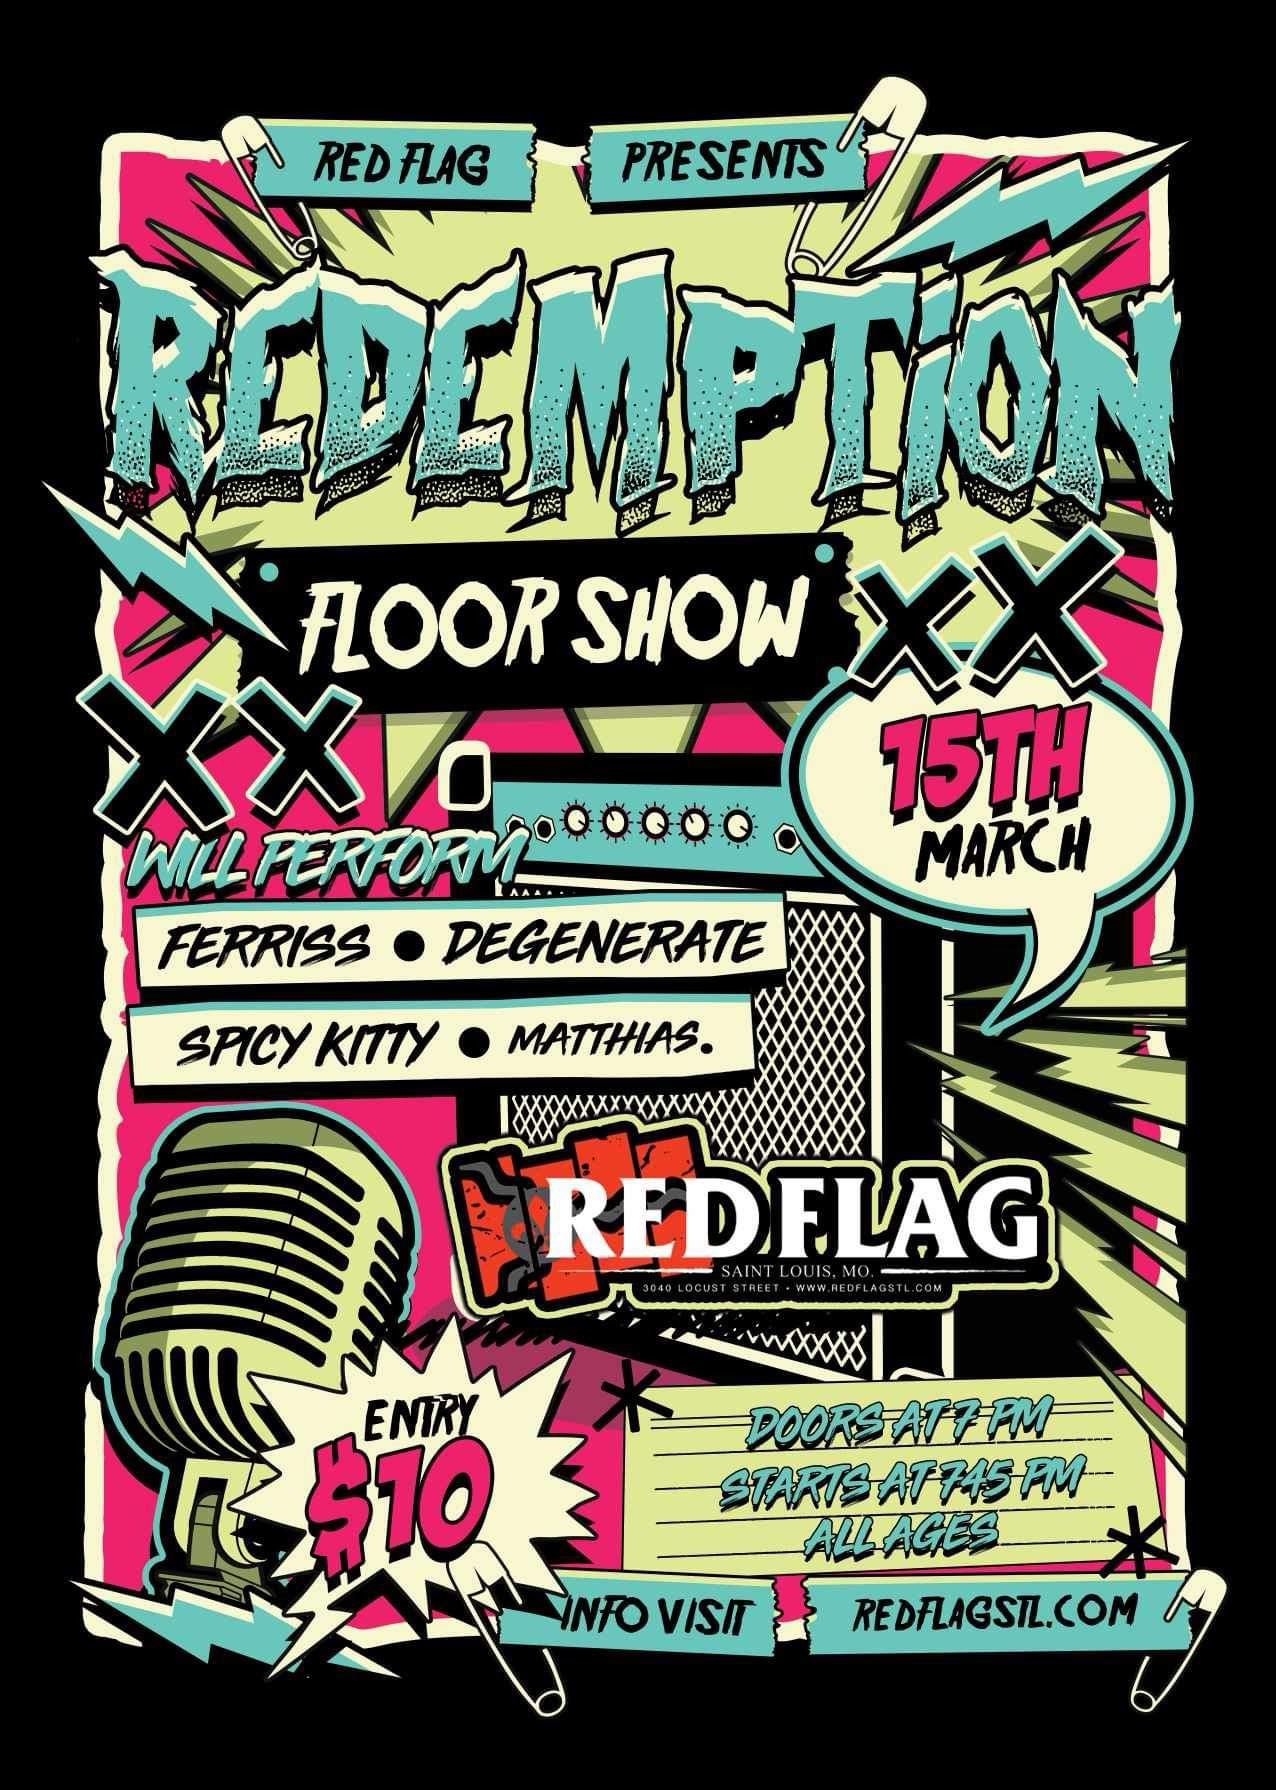 RED FLAG PRESENTS
REDEMPTiON
FLOOR SHOW
15TH
MARCH
WILL PERFORM
FERRISS • DEGENERATE
SPICY KITTY • MATTHIAS.
RED FLAG
SAINT LOUIS, MO.
3040 LOCUST STREET • WWW.REDFLAGSTL.COM
ENTRY
$10
DOORS AT 7 PM
STARTS AT 745 PM
ALL AGES
INFO VISIT REDFLAGSTL.COM